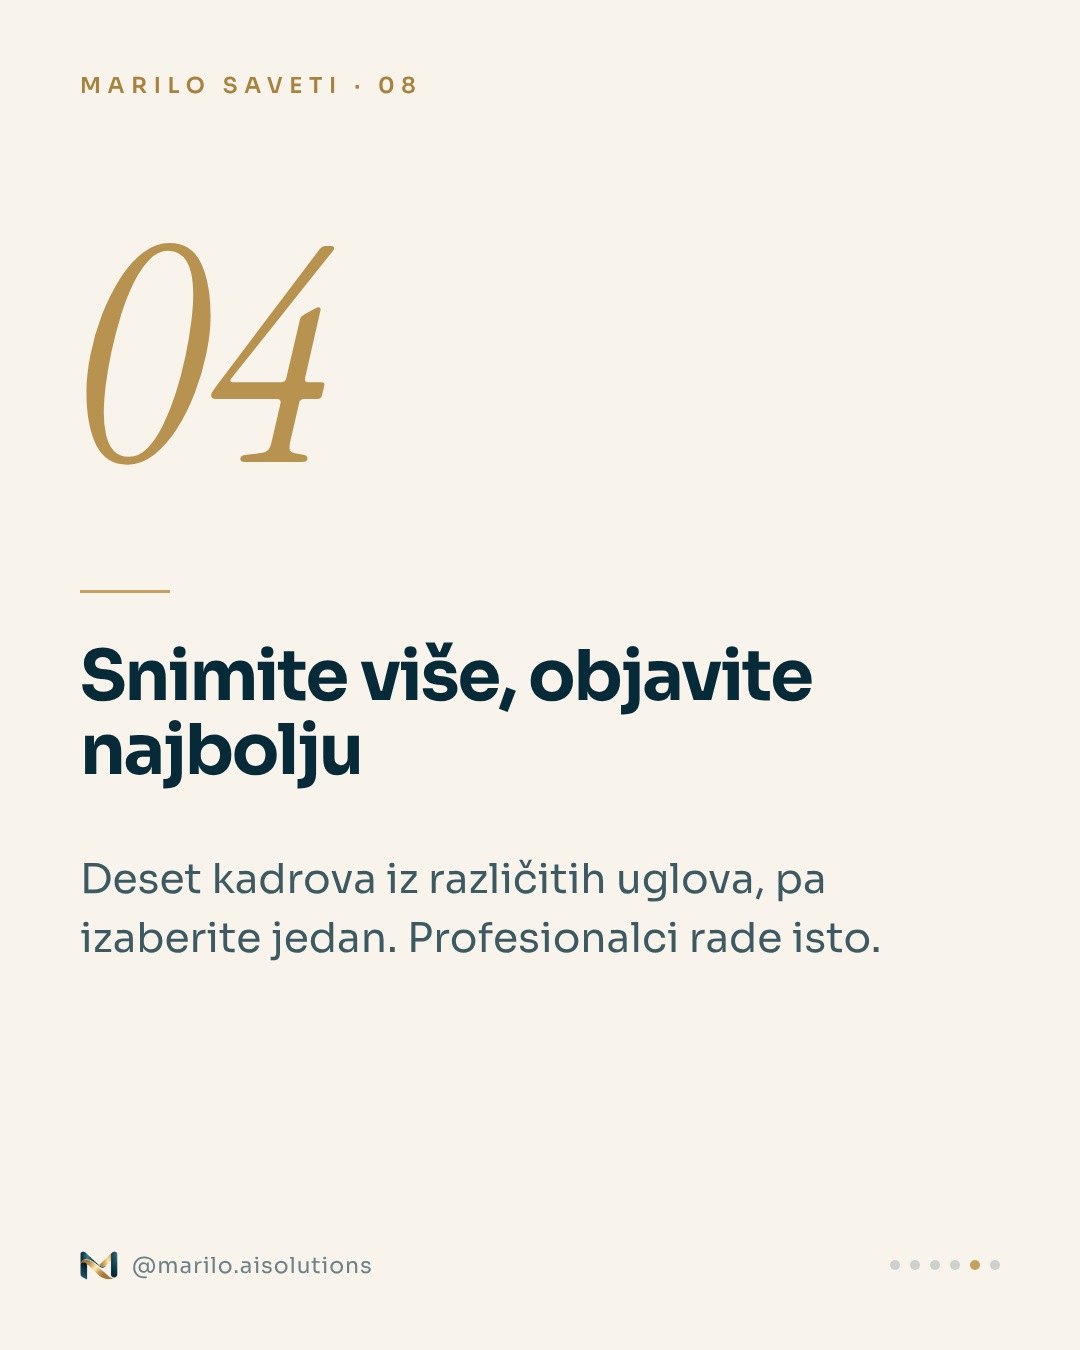 MARILO SAVETI · 08
04
Snimite više, objavite
najbolju
Deset kadrova iz različitih uglova, pa
izaberite jedan. Profesionalci rade isto.
@marilo.aisolutions